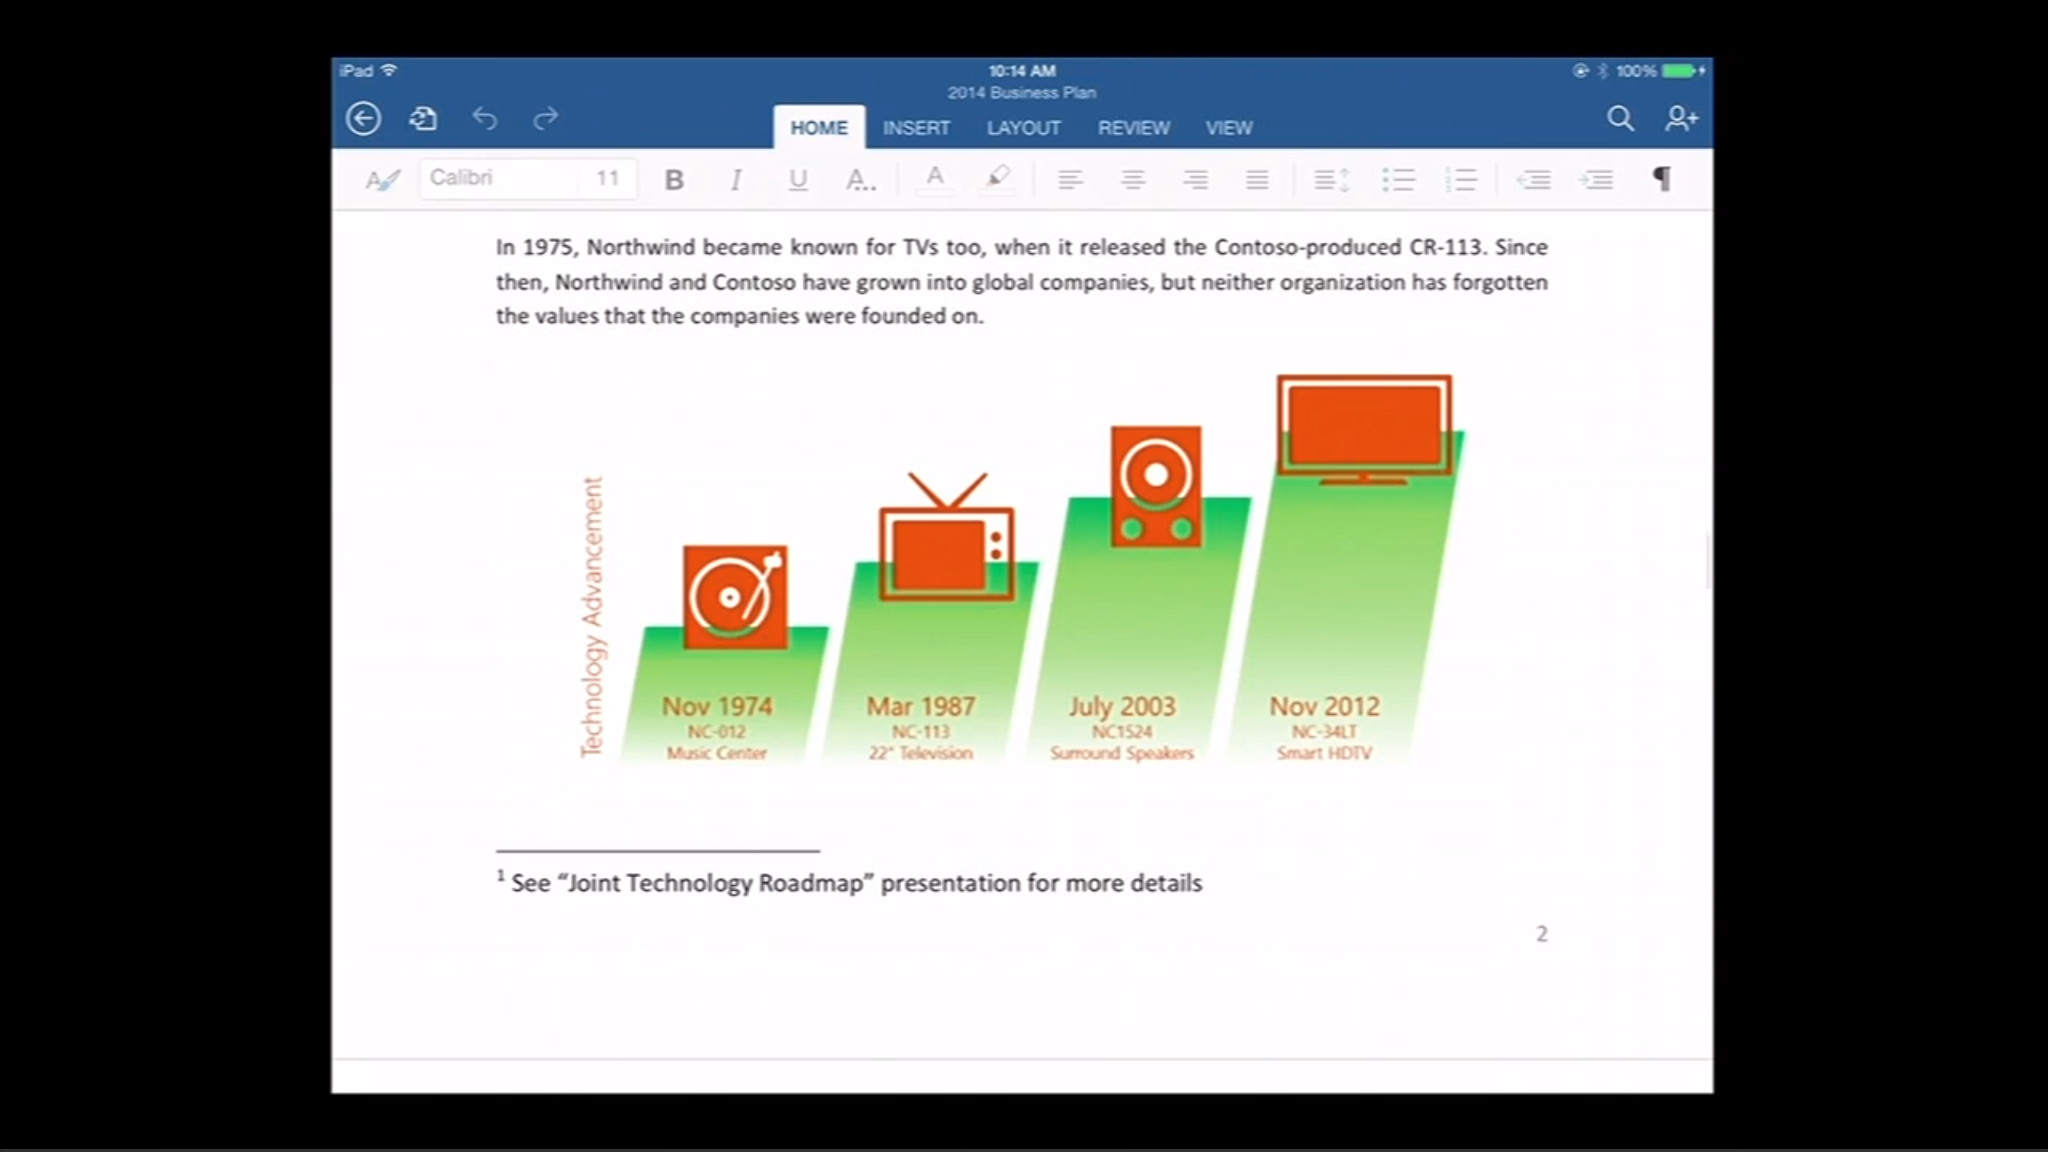 iPad
10:14 AM
100%
2014 Business Plan
HOME INSERT LAYOUT REVIEW VIEW
Calibri 11 B I U A... A
In 1975, Northwind became known for TVs too, when it released the Contoso-produced CR-113. Since
then, Northwind and Contoso have grown into global companies, but neither organization has forgotten
the values that the companies were founded on.
Technology Advancement
Nov 1974
NC-012
Music Center
Mar 1987
NC-113
22" Television
July 2003
NC1524
Surround Speakers
Nov 2012
NC-34LT
Smart HDTV
1 See “Joint Technology Roadmap” presentation for more details
2